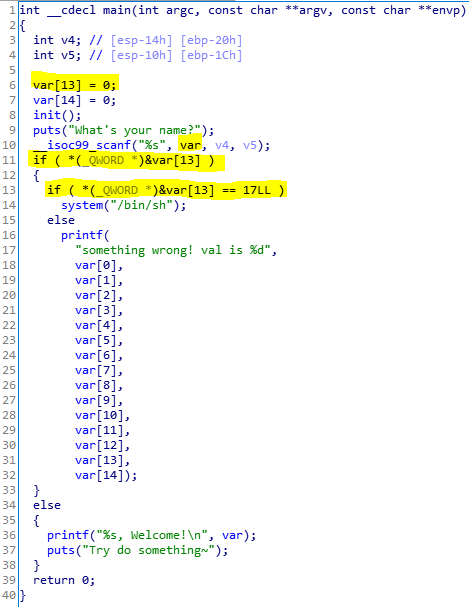 1 int __cdecl main(int argc, const char **argv, const char **envp)
2 {
3 int v4; // [esp-14h] [ebp-20h]
4 int v5; // [esp-10h] [ebp-1Ch]
5
6 var[13] = 0;
7 var[14] = 0;
8 init();
9 puts("What's your name?");
10 __isoc99_scanf("%s", var, v4, v5);
11 if ( *(_QWORD *)&var[13] )
12 {
13 if ( *(_QWORD *)&var[13] == 17LL )
14 system("/bin/sh");
15 else
16 printf(
17 "something wrong! val is %d",
18 var[0],
19 var[1],
20 var[2],
21 var[3],
22 var[4],
23 var[5],
24 var[6],
25 var[7],
26 var[8],
27 var[9],
28 var[10],
29 var[11],
30 var[12],
31 var[13],
32 var[14]);
33 }
34 else
35 {
36 printf("%s, Welcome!\n", var);
37 puts("Try do something~");
38 }
39 return 0;
40 }